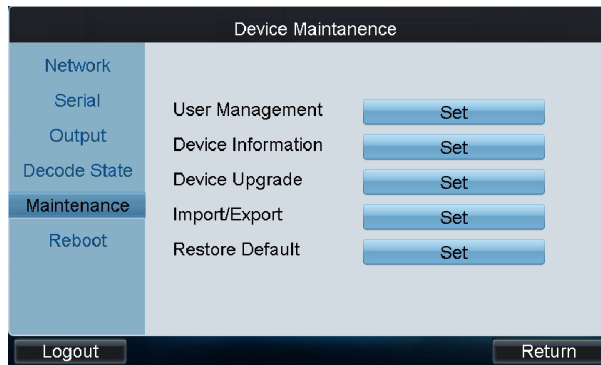 Device Maintanence
Network
Serial
Output
Decode State
Maintenance
Reboot
User Management Set
Device Information Set
Device Upgrade Set
Import/Export Set
Restore Default Set
Logout Return